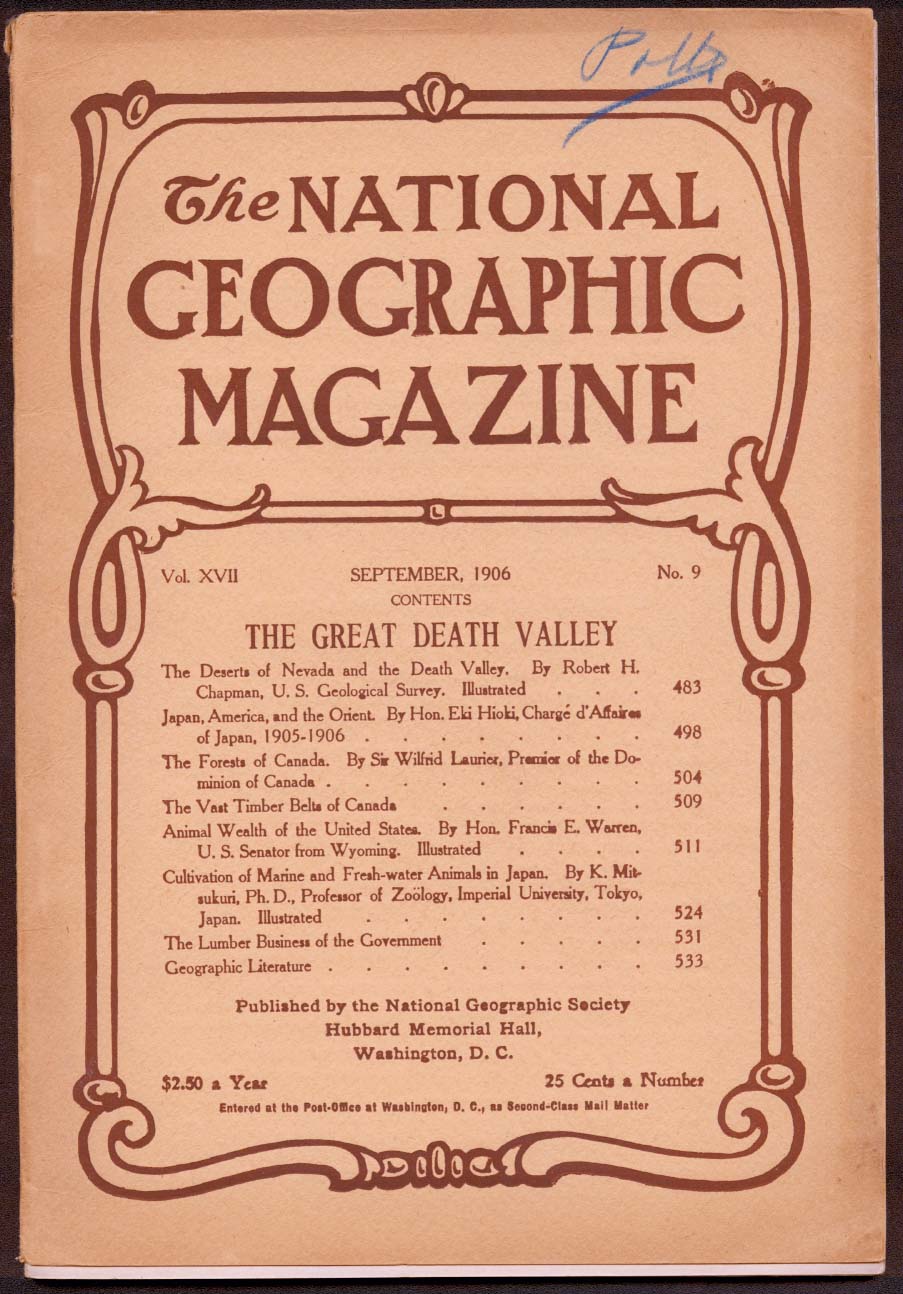 The NATIONAL
GEOGRAPHIC
MAGAZINE
Vol. XVII SEPTEMBER, 1906 No. 9
CONTENTS
THE GREAT DEATH VALLEY
The Deserts of Nevada and the Death Valley. By Robert H.
Chapman, U. S. Geological Survey. Illustrated . . . 483
Japan, America, and the Orient. By Hon. Eki Hioki, Chargé d'Affaires
of Japan, 1905-1906 . . . . . . . . 498
The Forests of Canada. By Sir Wilfrid Laurier, Premier of the Do-
minion of Canada . . . . . . . . . 504
The Vast Timber Belts of Canada . . . . . . 509
Animal Wealth of the United States. By Hon. Francis E. Warren,
U. S. Senator from Wyoming. Illustrated . . . . 511
Cultivation of Marine and Fresh-water Animals in Japan. By K. Mit-
sukuri, Ph. D., Professor of Zoölogy, Imperial University, Tokyo,
Japan. Illustrated . . . . . . . . 524
The Lumber Business of the Government . . . . . 531
Geographic Literature . . . . . . . . . 533
Published by the National Geographic Society
Hubbard Memorial Hall,
Washington, D. C.
$2.50 a Year 25 Cents a Number
Entered at the Post-Office at Washington, D. C., as Second-Class Mail Matter